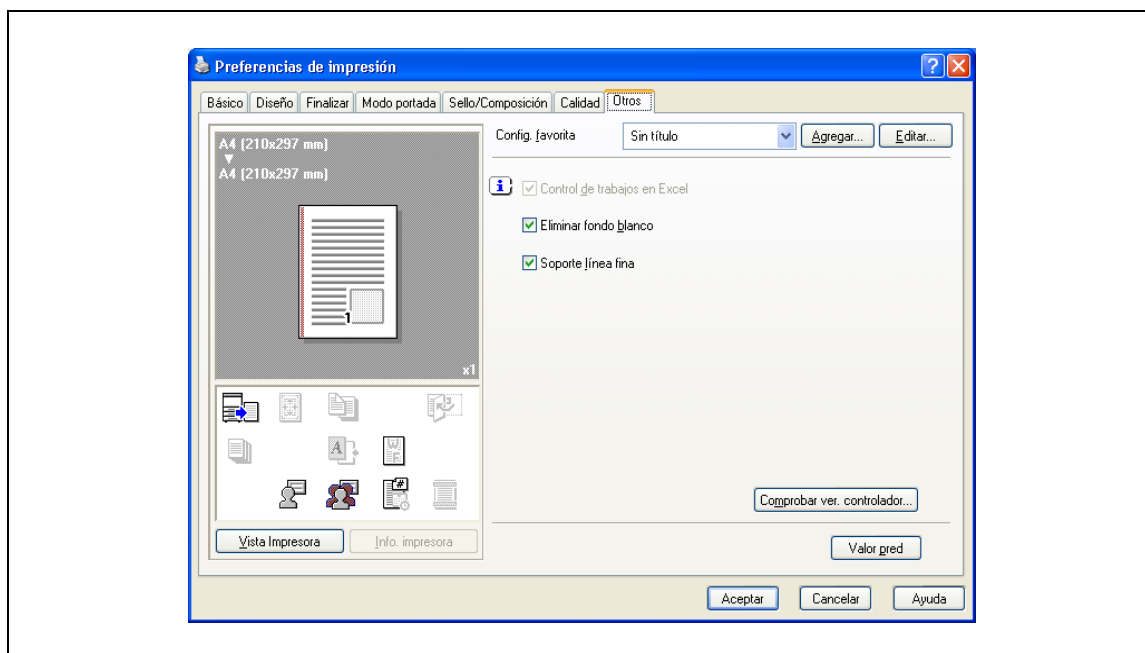 Preferencias de impresión
Básico Diseño Finalizar Modo portada Sello/Composición Calidad Otros
A4 (210x297 mm)
A4 (210x297 mm)
1
x1
A
W/F
#
Vista Impresora Info. impresora
Config. favorita Sin título Agregar... Editar...
Control de trabajos en Excel
Eliminar fondo blanco
Soporte línea fina
Comprobar ver. controlador...
Valor pred
Aceptar Cancelar Ayuda